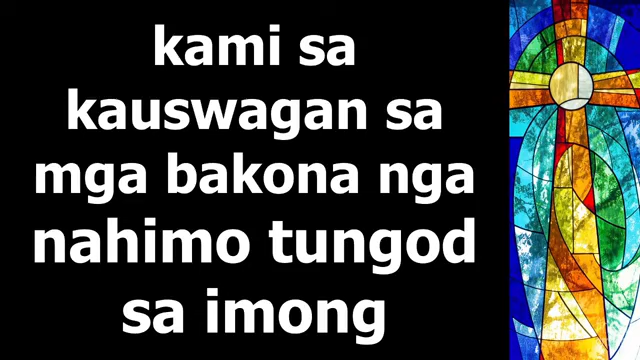 kami sa
kauswagan sa
mga bakona nga
nahimo tungod
sa imong